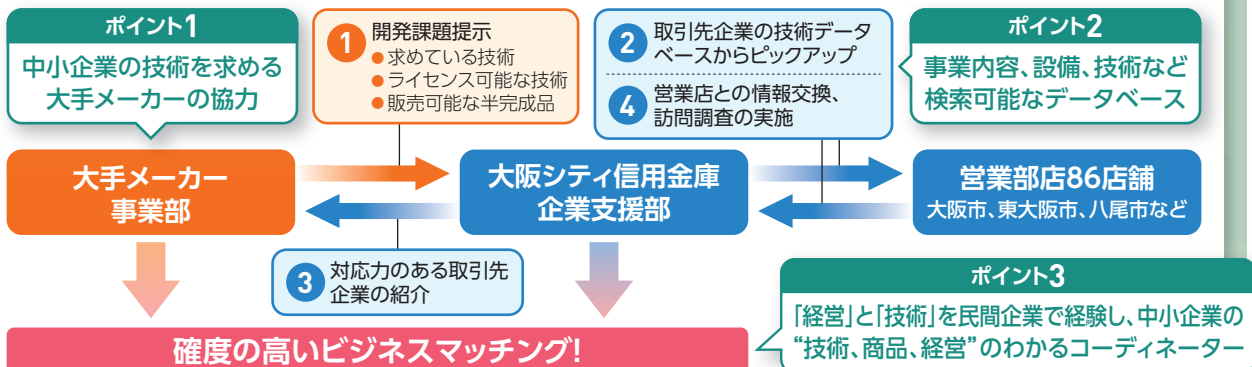 ポイント1
中小企業の技術を求める
大手メーカーの協力
1
開発課題提示
●求めている技術
●ライセンス可能な技術
●販売可能な半完成品
2
取引先企業の技術データ
ベースからピックアップ
4
営業店との情報交換、
訪問調査の実施
ポイント2
事業内容、設備、技術など
検索可能なデータベース
大手メーカー
事業部
大阪シティ信用金庫
企業支援部
営業部店86店舗
大阪市、東大阪市、八尾市など
3
対応力のある取引先
企業の紹介
ポイント3
「経営」と「技術」を民間企業で経験し、中小企業の
“技術、商品、経営”のわかるコーディネーター
確度の高いビジネスマッチング!